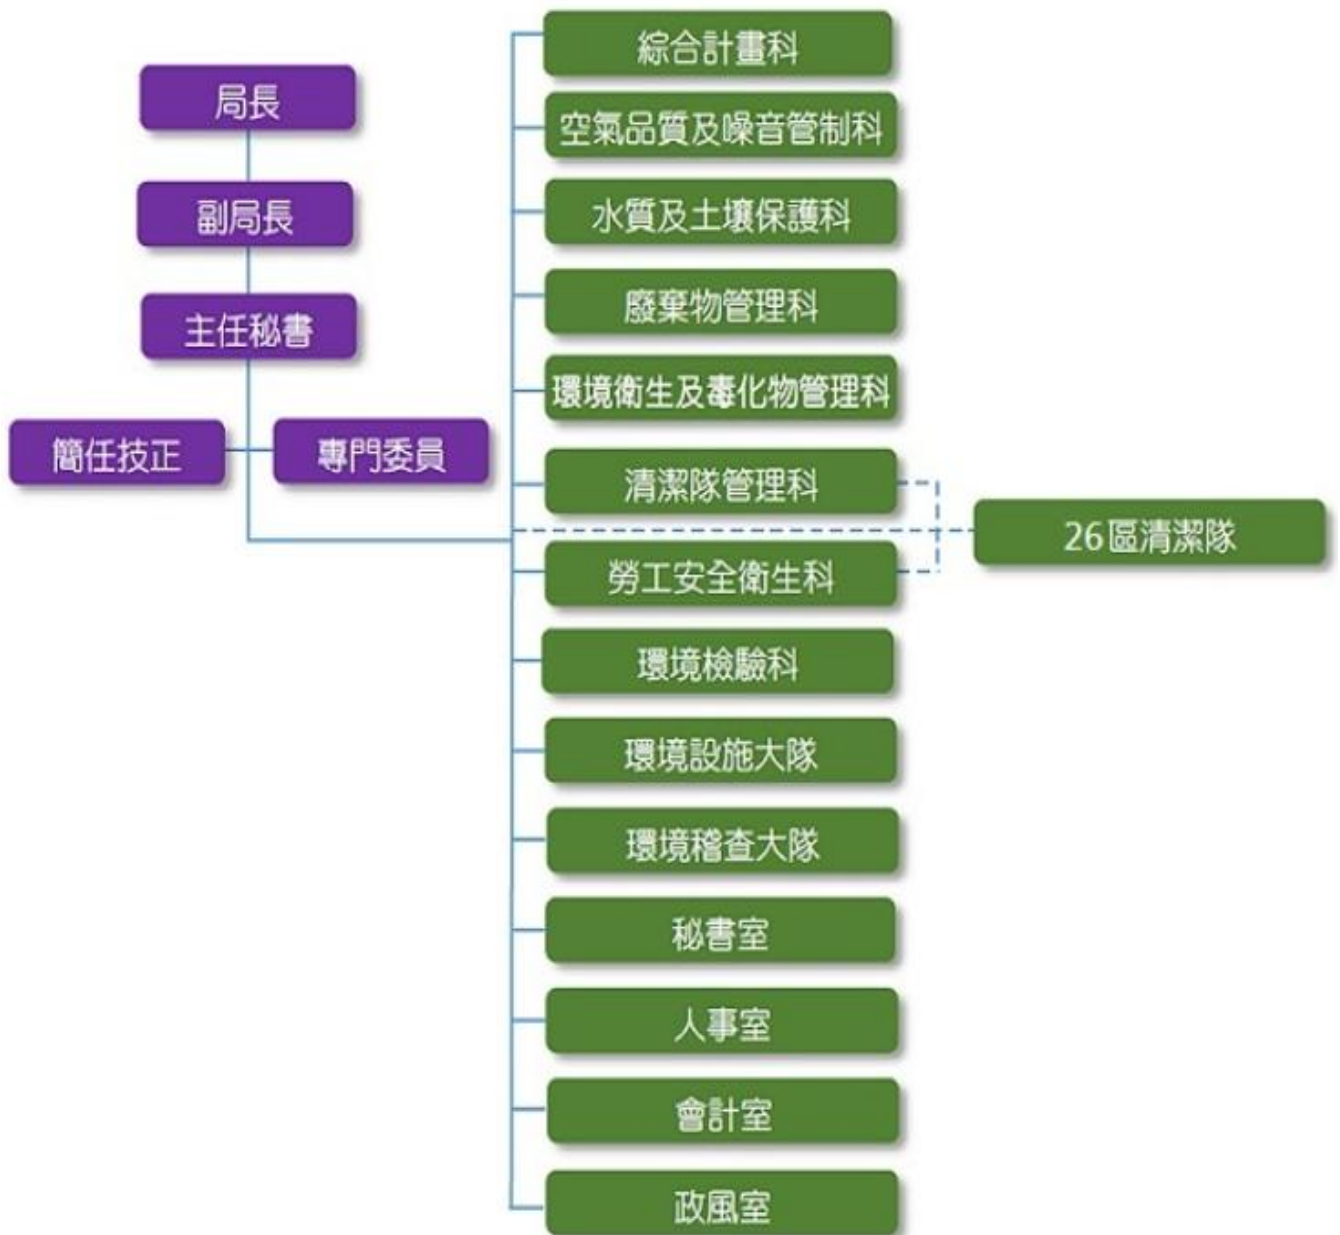 局長
副局長
主任秘書
簡任技正
專門委員
綜合計畫科
空氣品質及噪音管制科
水質及土壤保護科
廢棄物管理科
環境衛生及毒化物管理科
清潔隊管理科
勞工安全衛生科
環境檢驗科
環境設施大隊
環境稽查大隊
秘書室
人事室
會計室
政風室
26區清潔隊